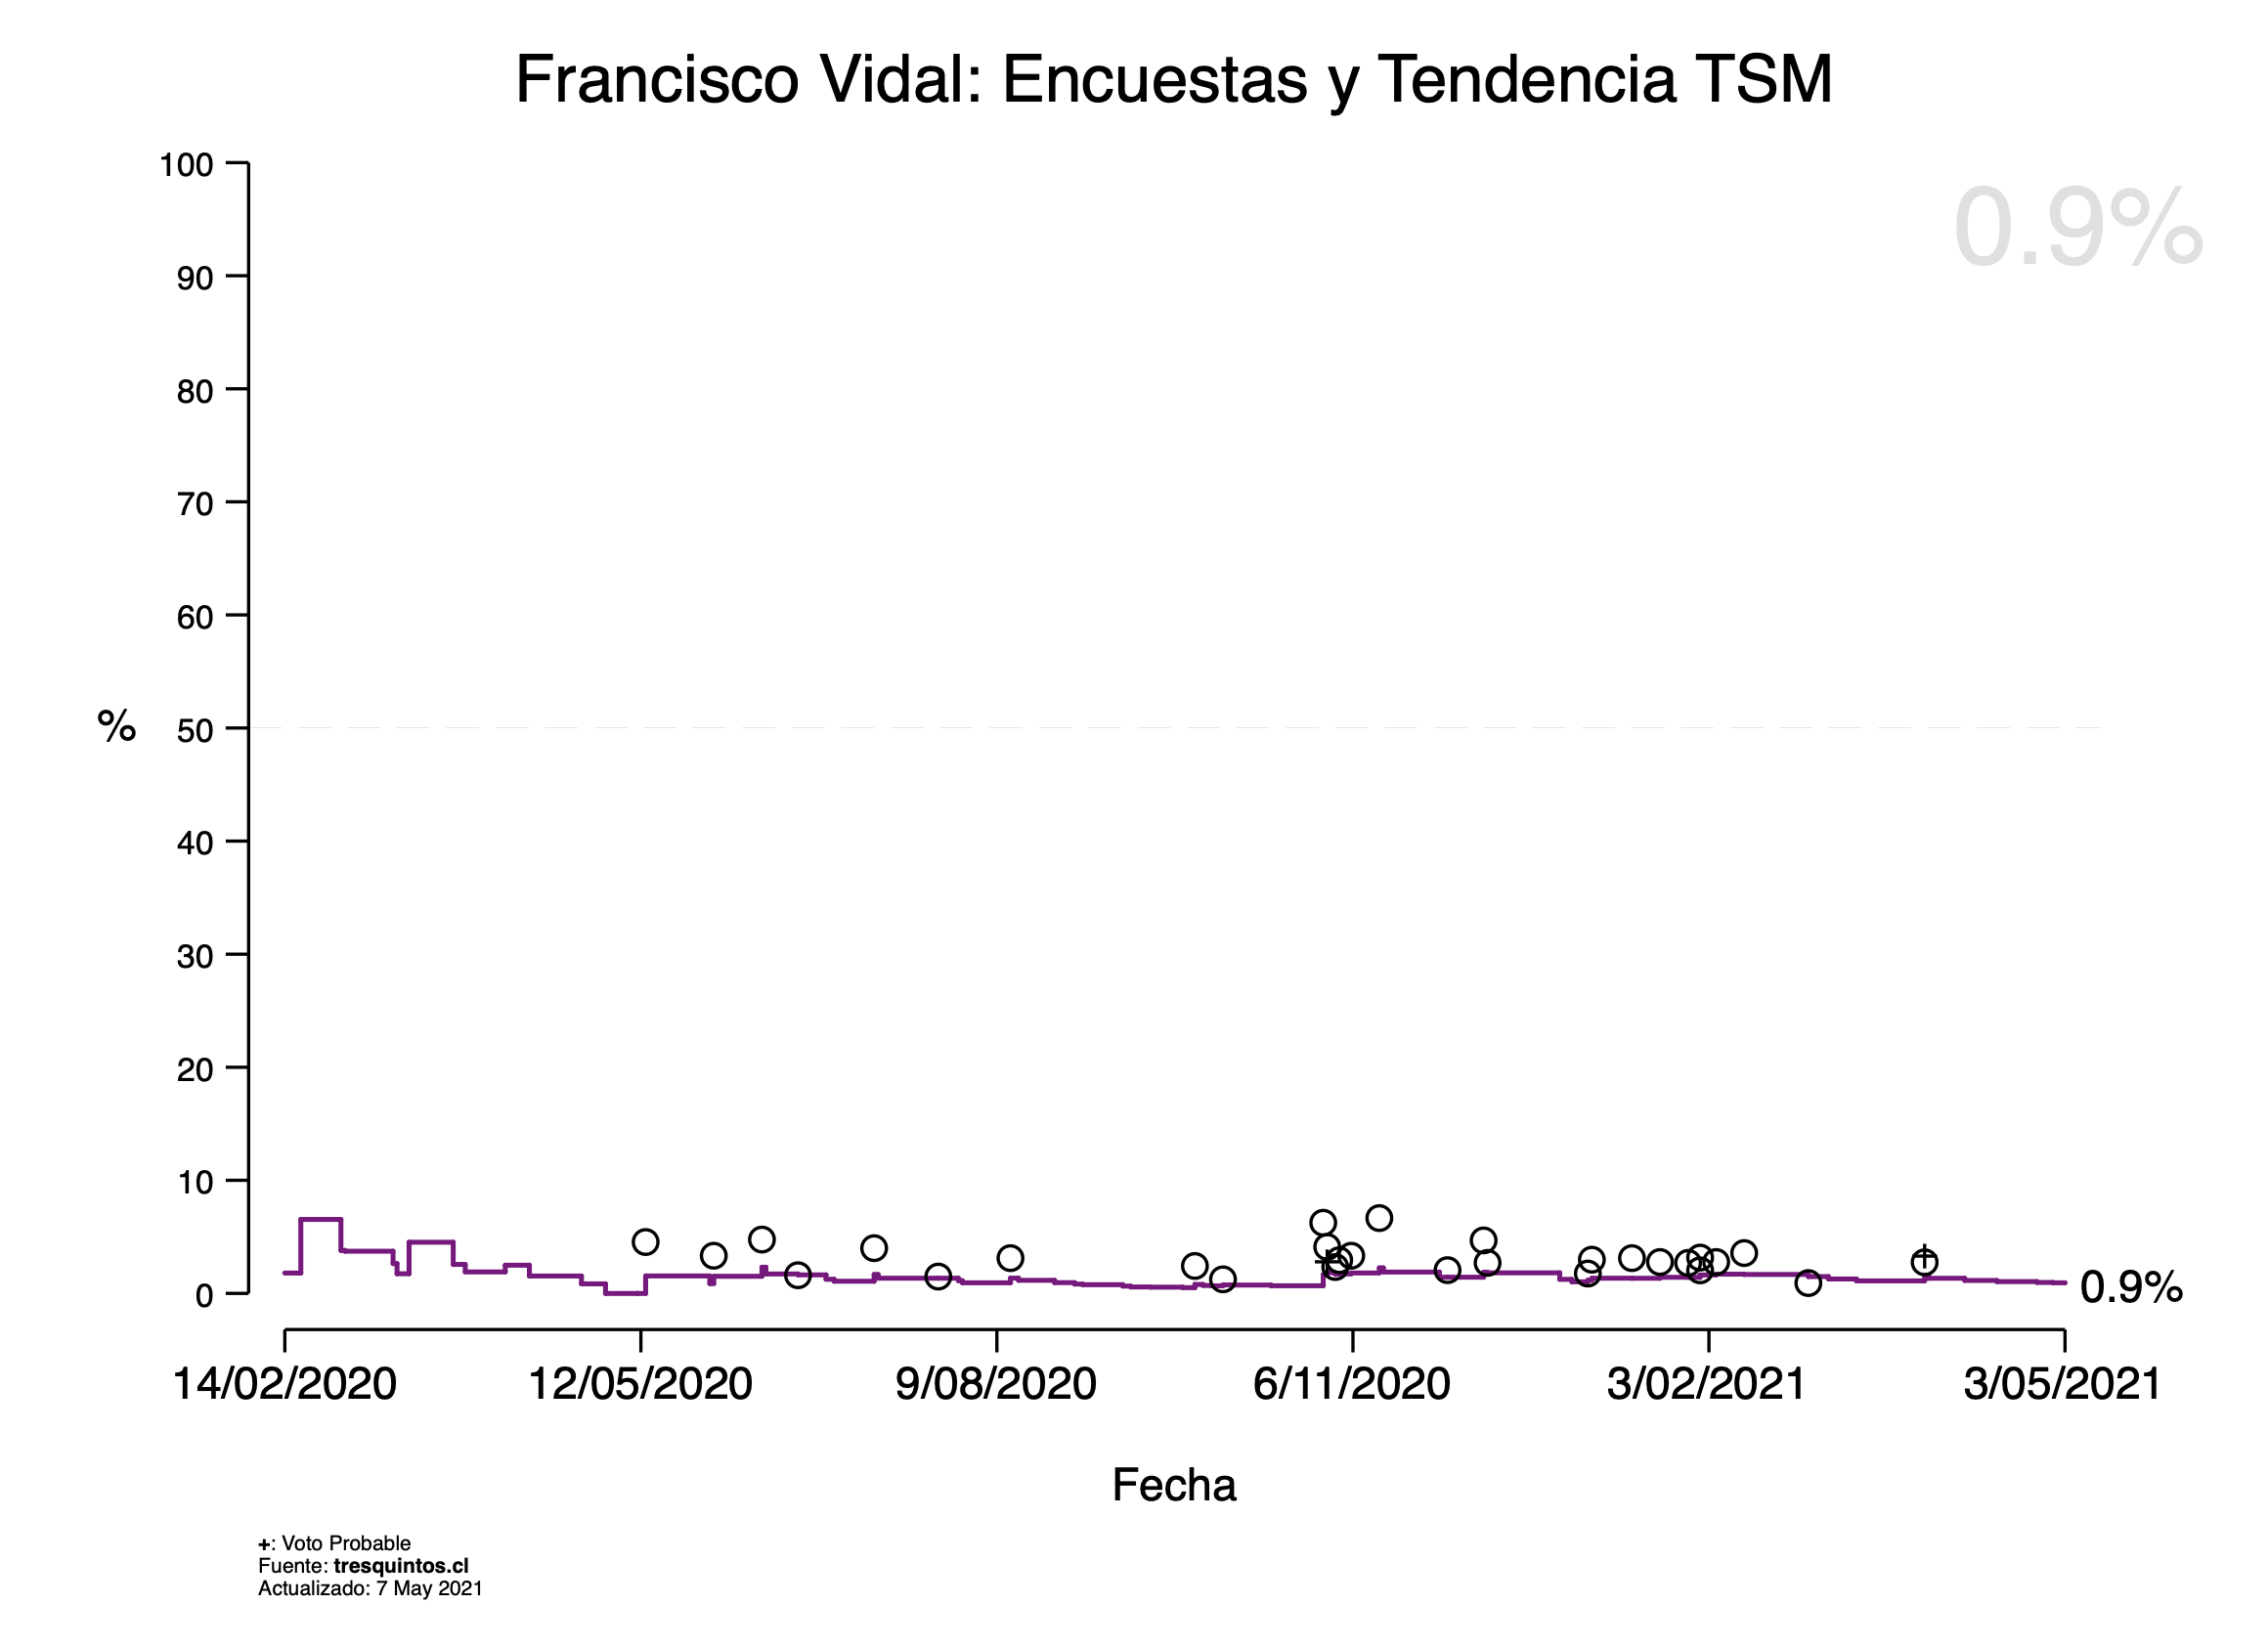 Francisco Vidal: Encuestas y Tendencia TSM
0.9%
100
90
80
70
60
% 50
40
30
20
10
0
0.9%
14/02/2020 12/05/2020 9/08/2020 6/11/2020 3/02/2021 3/05/2021
Fecha
+: Voto Probable
Fuente: tresquintos.cl
Actualizado: 7 May 2021